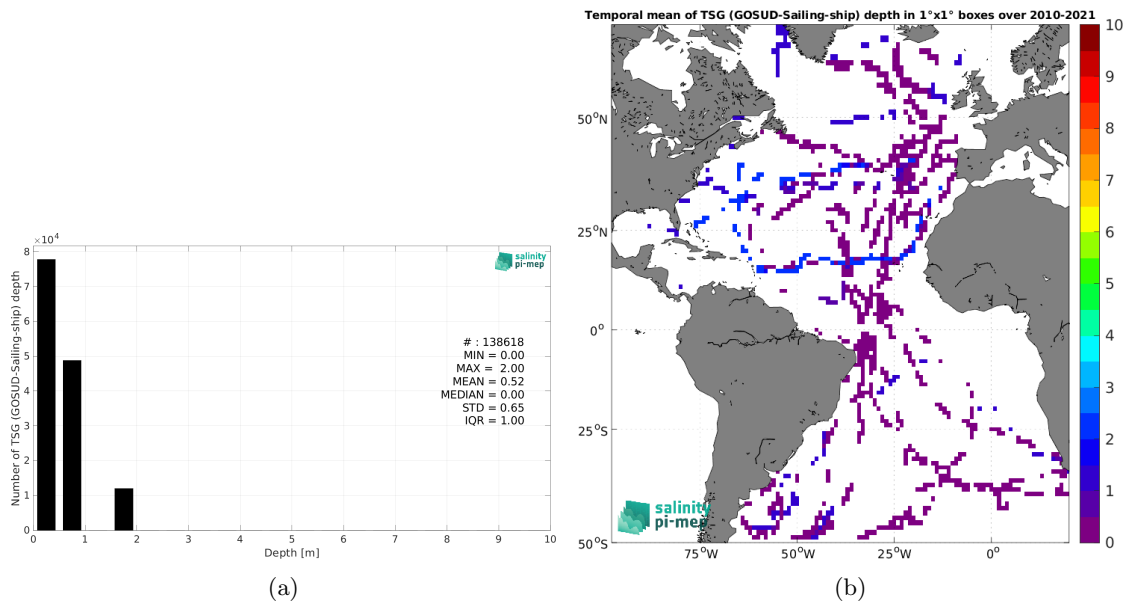 ×10⁴
8
7
6
5
4
3
2
1
0
Number of TSG (GOSUD-Sailing-ship) depth
salinity
pi-mep
# : 138618
MIN = 0.00
MAX = 2.00
MEAN = 0.52
MEDIAN = 0.00
STD = 0.65
IQR = 1.00
0 1 2 3 4 5 6 7 8 9 10
Depth [m]
(a)
Temporal mean of TSG (GOSUD-Sailing-ship) depth in 1°x1° boxes over 2010-2021
50°N
25°N
0°
25°S
50°S
salinity
pi-mep
75°W 50°W 25°W 0°
10
9
8
7
6
5
4
3
2
1
0
(b)